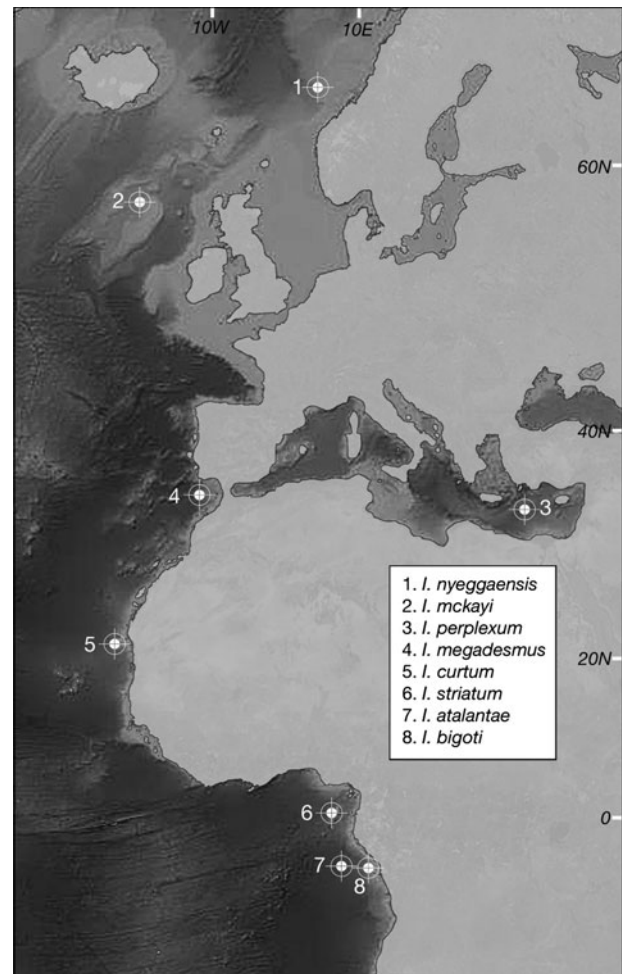 10W 10E
1
60N
2
40N
4
3
1. I. nyeggaensis
2. I. mckayi
3. I. perplexum
4. I. megadesmus
5. I. curtum
6. I. striatum
7. I. atalantae
8. I. bigoti
5
20N
6
0
7
8